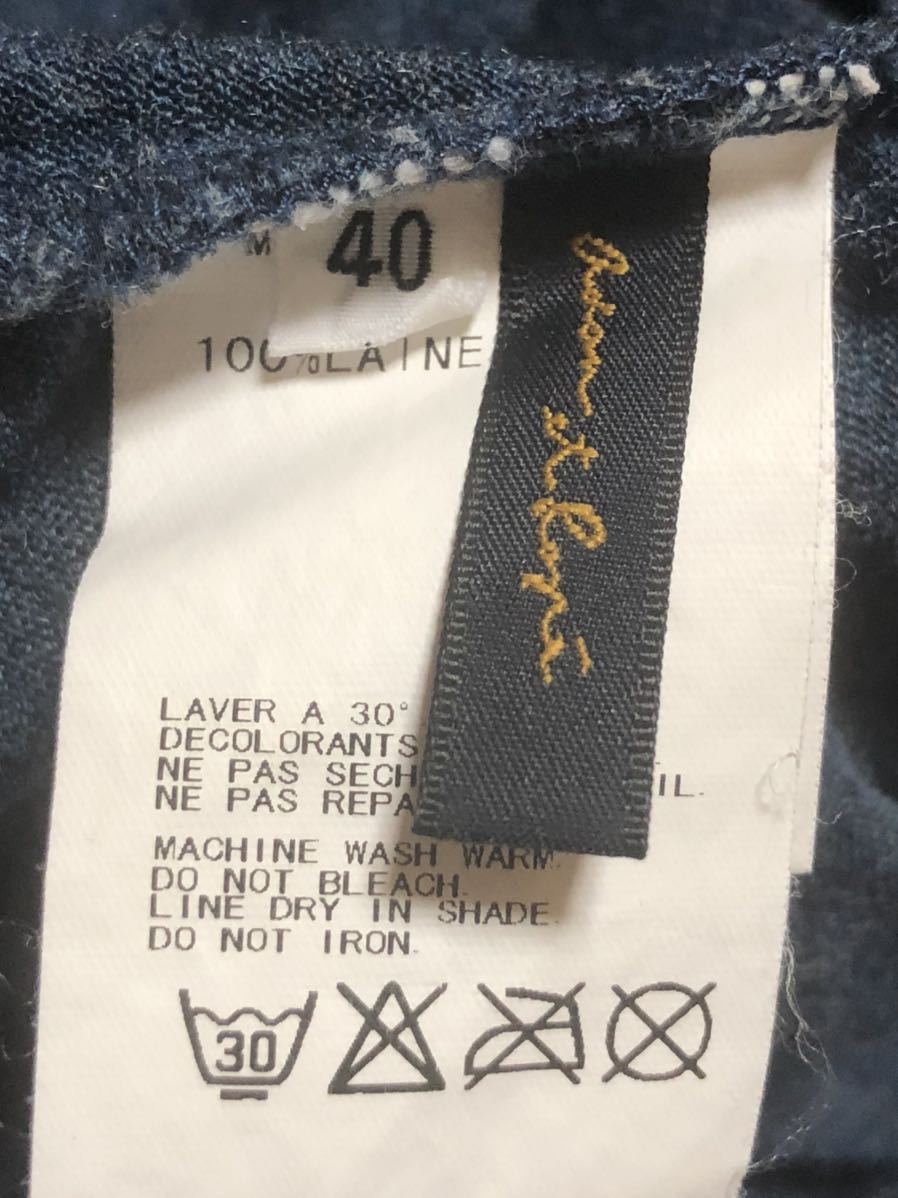 M
40
100%LAINE
LAVER A 30°
DECOLORANTS
NE PAS SECH IL.
NE PAS REPA
MACHINE WASH WARM.
DO NOT BLEACH.
LINE DRY IN SHADE.
DO NOT IRON.
30